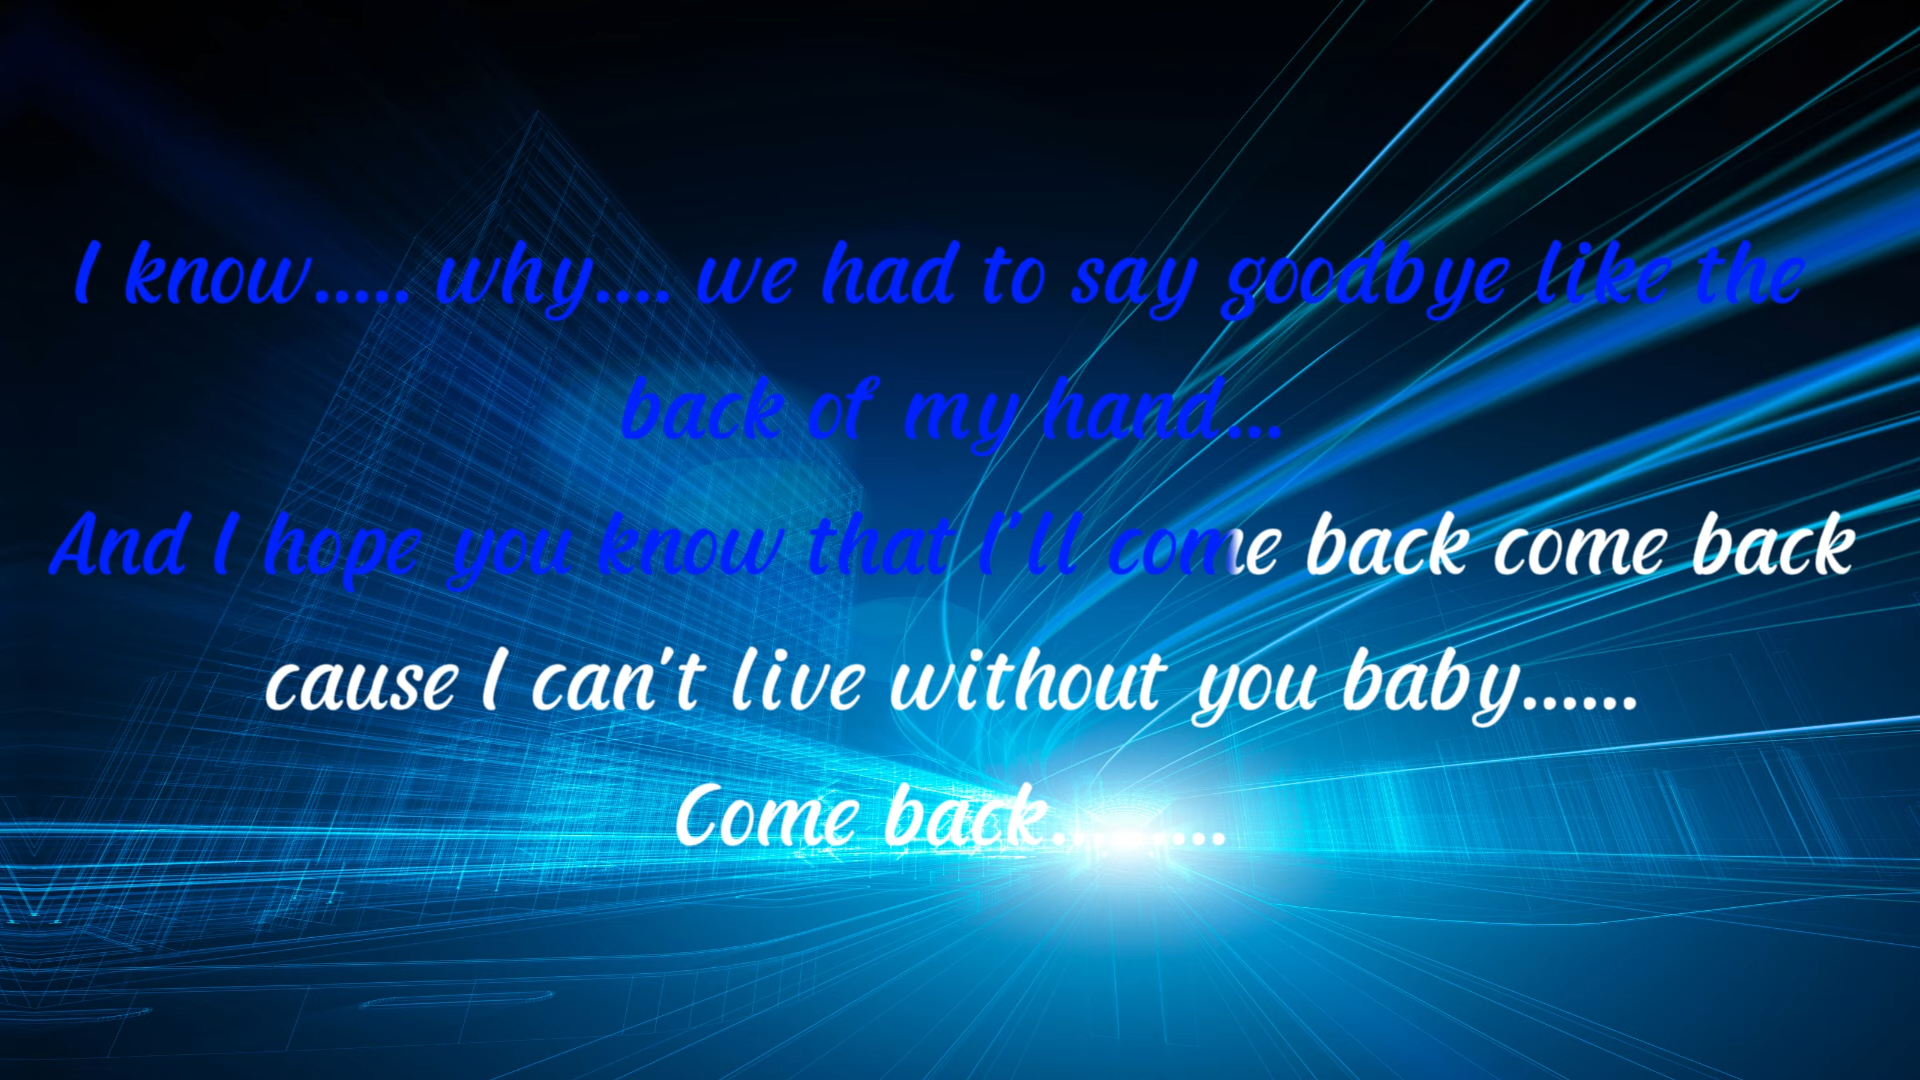 I know..... why.... we had to say goodbye like the
back of my hand...
And I hope you know that I'll come back come back
cause I can't live without you baby......
Come back.........